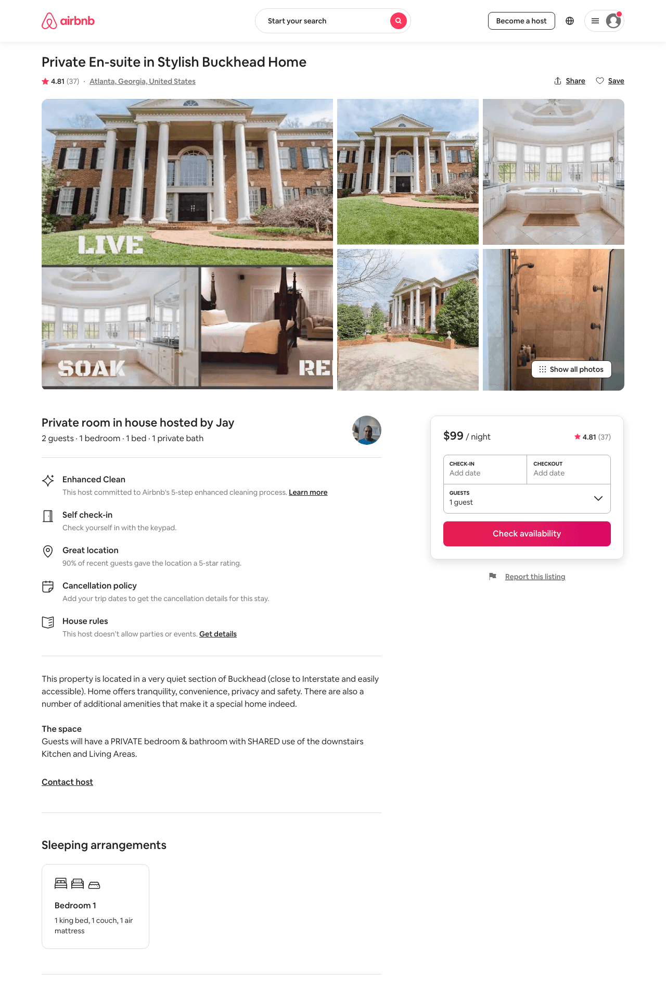 airbnb
Start your search
Become a host
Private En-suite in Stylish Buckhead Home
4.81 (37) · Atlanta, Georgia, United States
Share
Save
LIVE
SOAK
Show all photos
Private room in house hosted by Jay
2 guests · 1 bedroom · 1 bed · 1 private bath
Enhanced Clean
This host committed to Airbnb's 5-step enhanced cleaning process. Learn more
Self check-in
Check yourself in with the keypad.
Great location
90% of recent guests gave the location a 5-star rating.
Cancellation policy
Add your trip dates to get the cancellation details for this stay.
House rules
This host doesn’t allow parties or events. Get details
This property is located in a very quiet section of Buckhead (close to Interstate and easily
accessible). Home offers tranquility, convenience, privacy and safety. There are also a
number of additional amenities that make it a special home indeed.
The space
Guests will have a PRIVATE bedroom & bathroom with SHARED use of the downstairs
Kitchen and Living Areas.
Contact host
Sleeping arrangements
Bedroom 1
1 king bed, 1 couch, 1 air
mattress
$99 / night
4.81 (37)
CHECK-IN
Add date
CHECKOUT
Add date
GUESTS
1 guest
Check availability
Report this listing